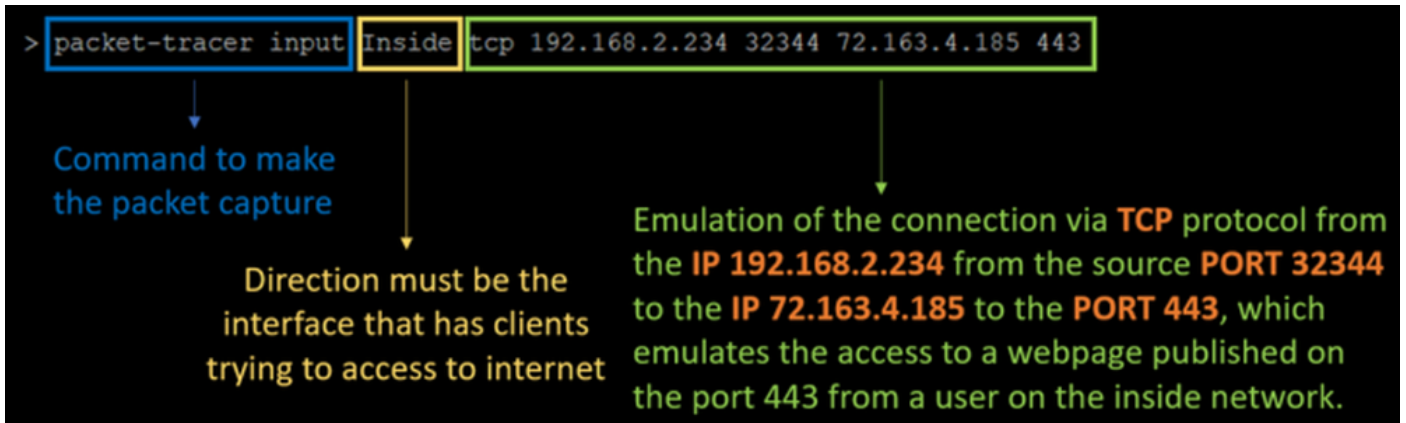 > packet-tracer input Inside tcp 192.168.2.234 32344 72.163.4.185 443
Command to make
the packet capture
Direction must be the
interface that has clients
trying to access to internet
Emulation of the connection via TCP protocol from
the IP 192.168.2.234 from the source PORT 32344
to the IP 72.163.4.185 to the PORT 443, which
emulates the access to a webpage published on
the port 443 from a user on the inside network.